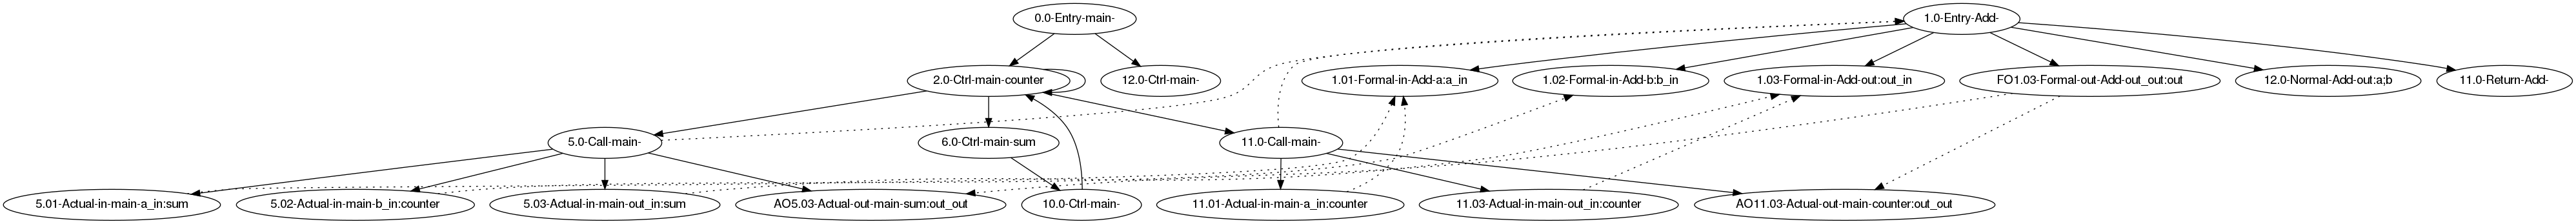 0.0-Entry-main-
1.0-Entry-Add-
2.0-Ctrl-main-counter
12.0-Ctrl-main-
1.01-Formal-in-Add-a:a_in
1.02-Formal-in-Add-b:b_in
1.03-Formal-in-Add-out:out_in
FO1.03-Formal-out-Add-out_out:out
12.0-Normal-Add-out:a;b
11.0-Return-Add-
5.0-Call-main-
6.0-Ctrl-main-sum
11.0-Call-main-
5.01-Actual-in-main-a_in:sum
5.02-Actual-in-main-b_in:counter
5.03-Actual-in-main-out_in:sum
AO5.03-Actual-out-main-sum:out_out
10.0-Ctrl-main-
11.01-Actual-in-main-a_in:counter
11.03-Actual-in-main-out_in:counter
AO11.03-Actual-out-main-counter:out_out